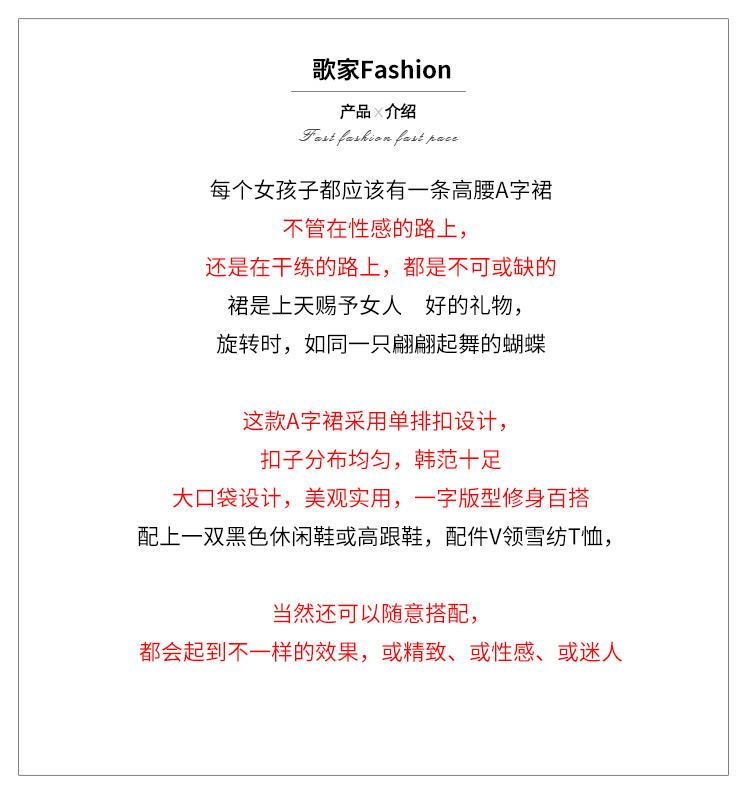 歌家Fashion
产品×介绍
Fast fashion fast pace
每个女孩子都应该有一条高腰A字裙
不管在性感的路上，
还是在干练的路上，都是不可或缺的
裙是上天赐予女人　好的礼物，
旋转时，如同一只翩翩起舞的蝴蝶
这款A字裙采用单排扣设计，
扣子分布均匀，韩范十足
大口袋设计，美观实用，一字版型修身百搭
配上一双黑色休闲鞋或高跟鞋，配件V领雪纺T恤，
当然还可以随意搭配，
都会起到不一样的效果，或精致、或性感、或迷人